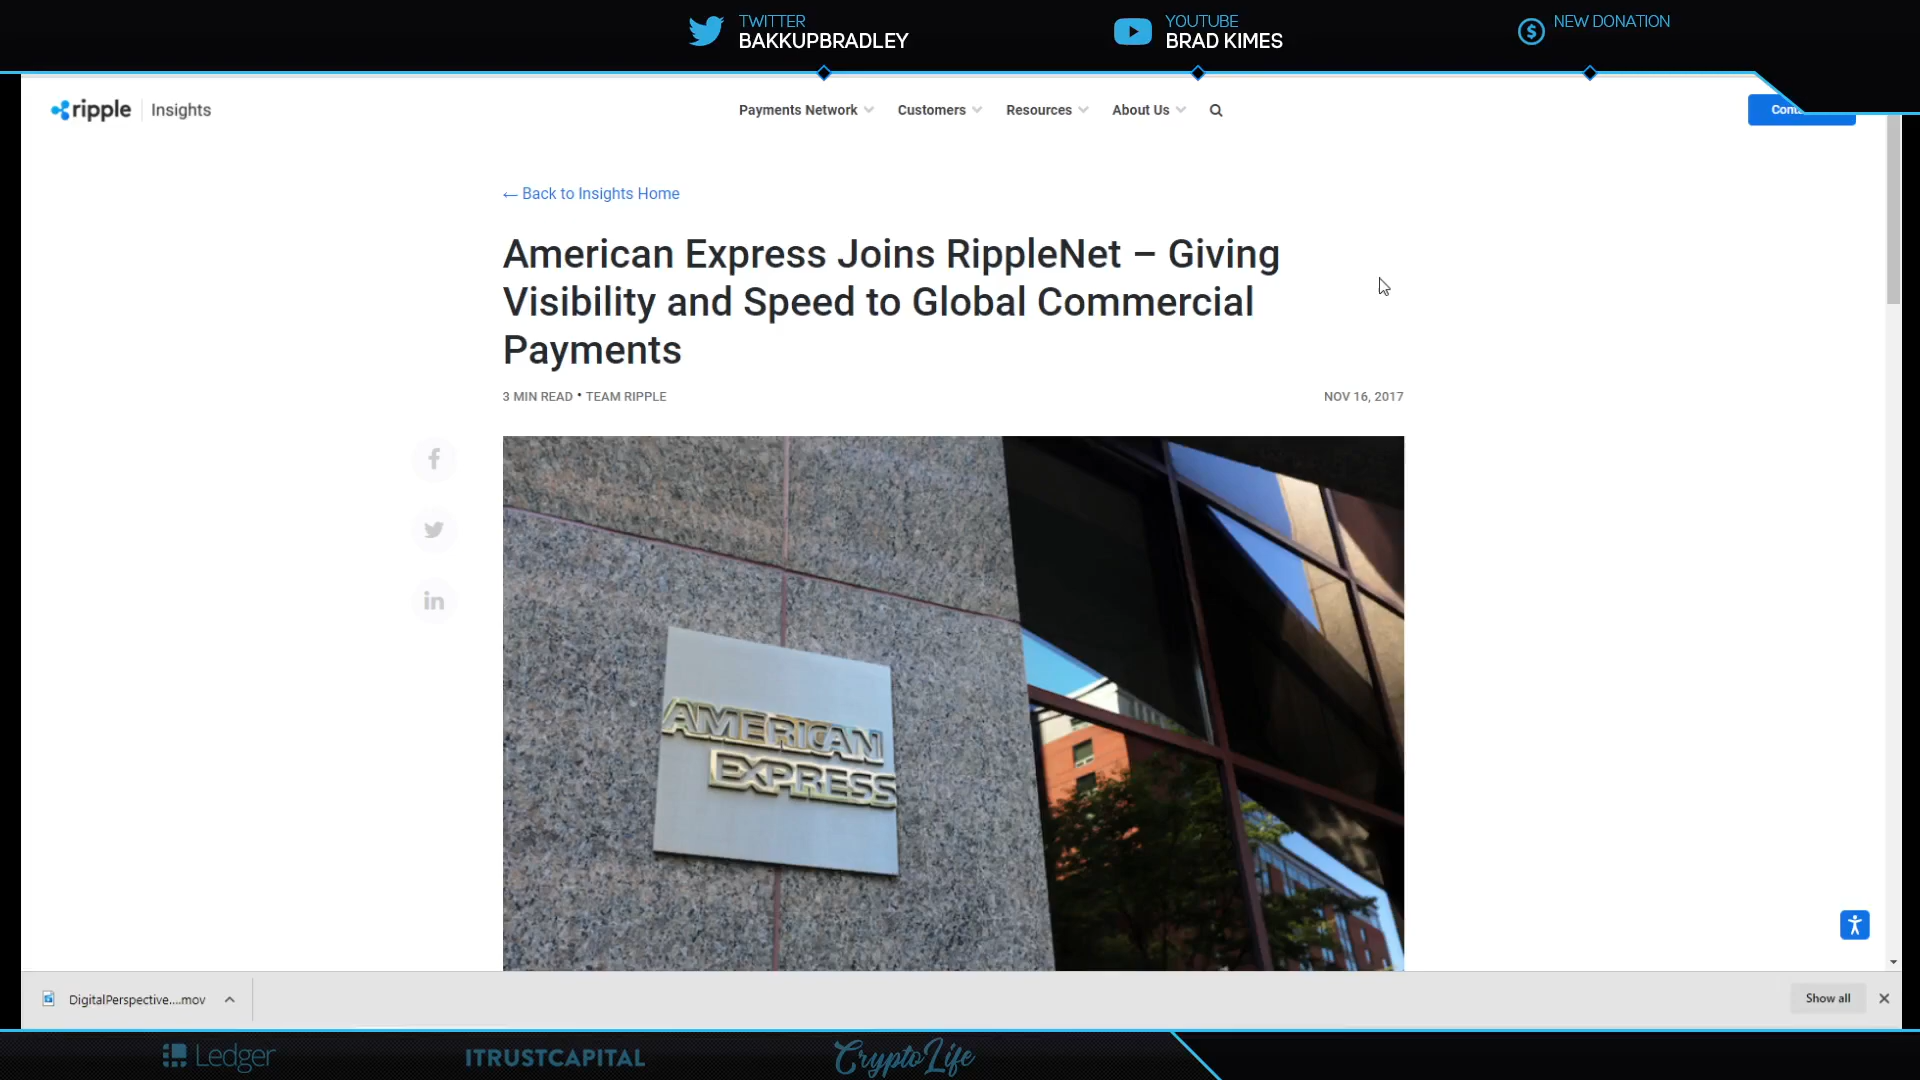 TWITTER
BAKKUPBRADLEY
YOUTUBE
BRAD KIMES
NEW DONATION
ripple Insights
Payments Network
Customers
Resources
About Us
← Back to Insights Home
American Express Joins RippleNet – Giving
Visibility and Speed to Global Commercial
Payments
3 MIN READ • TEAM RIPPLE
NOV 16, 2017
AMERICAN
EXPRESS
DigitalPerspective....mov
Show all
Ledger
ITRUSTCAPITAL
CryptoLife